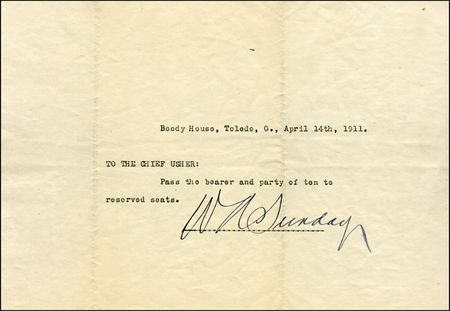 Boody House, Toledo, O., April 14th, 1911.
TO THE CHIEF USHER:
Pass the bearer and party of ten to
reserved seats.
W A Sunday